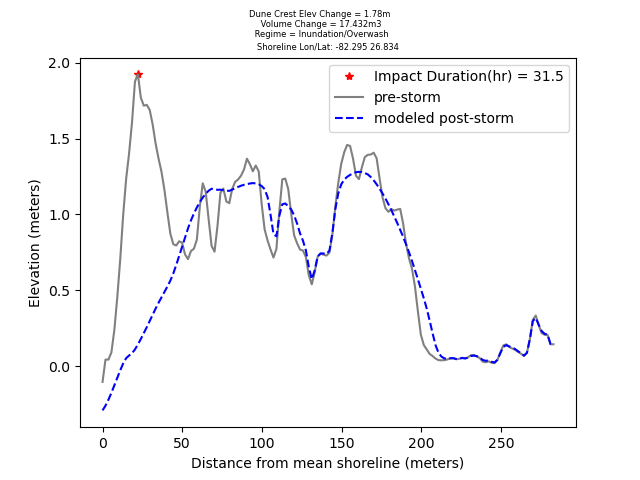 Dune Crest Elev Change = 1.78m
Volume Change = 17.432m3
Regime = Inundation/Overwash
Shoreline Lon/Lat: -82.295 26.834
Impact Duration(hr) = 31.5
pre-storm
modeled post-storm
Elevation (meters)
2.0
1.5
1.0
0.5
0.0
0 50 100 150 200 250
Distance from mean shoreline (meters)